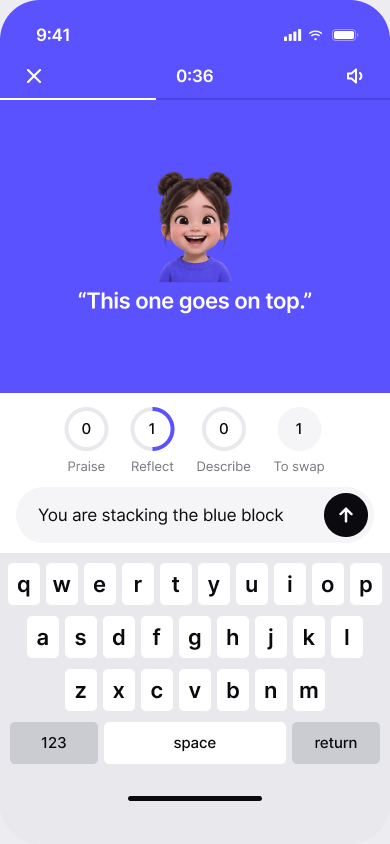 9:41
0:36
“This one goes on top.”
0 1 0 1
Praise Reflect Describe To swap
You are stacking the blue block
q w e r t y u i o p
a s d f g h j k l
z x c v b n m
123 space return